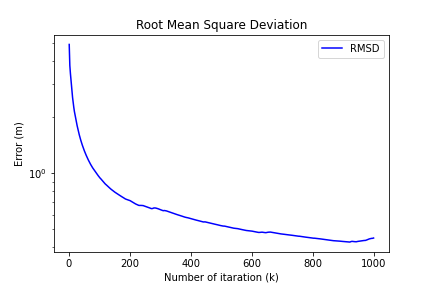 Root Mean Square Deviation
RMSD
Error (m)
10⁰
0 200 400 600 800 1000
Number of itaration (k)